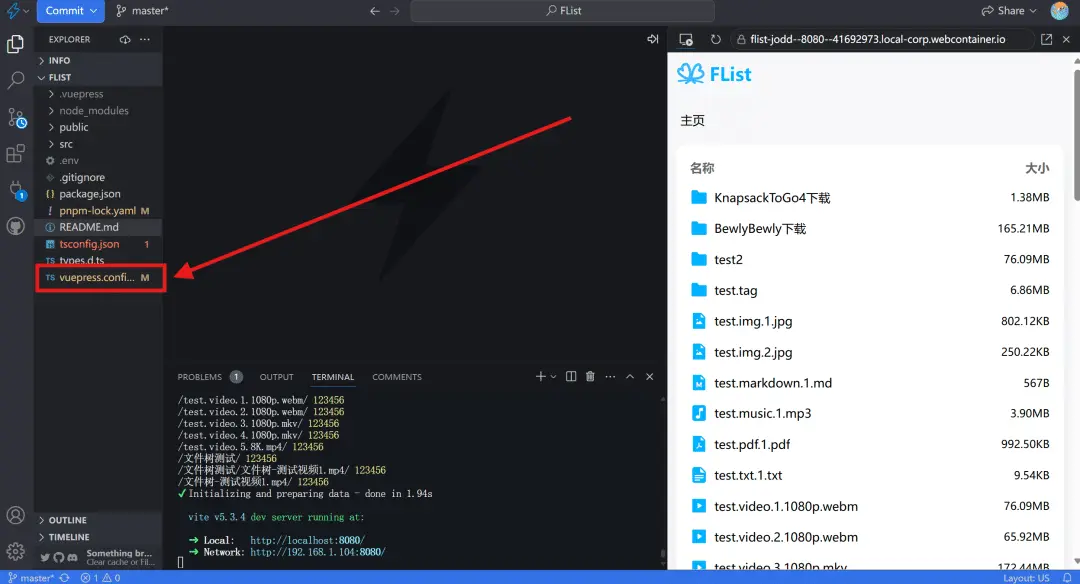 Commit
master*
FList
Share
EXPLORER
INFO
FLIST
.vuepress
node_modules
public
src
.env
.gitignore
package.json
pnpm-lock.yaml M
README.md
tsconfig.json 1
types.d.ts
vuepress.confi... M
1
OUTLINE
TIMELINE
Something br...
Clear cache or Fil...
master* 1 0
PROBLEMS 1 OUTPUT TERMINAL COMMENTS
/test.video.1.1080p.webm/ 123456
/test.video.2.1080p.webm/ 123456
/test.video.3.1080p.mkv/ 123456
/test.video.4.1080p.mkv/ 123456
/test.video.5.8K.mp4/ 123456
/文件树测试/ 123456
/文件树测试/文件树-测试视频1.mp4/ 123456
/文件树-测试视频1.mp4/ 123456
✓Initializing and preparing data - done in 1.94s
vite v5.3.4 dev server running at:
➜ Local: http://localhost:8080/
➜ Network: http://192.168.1.104:8080/
flist-jodd--8080--41692973.local-corp.webcontainer.io
FList
主页
名称 大小
KnapsackToGo4下载 1.38MB
BewlyBewly下载 165.21MB
test2 76.09MB
test.tag 6.86MB
test.img.1.jpg 802.12KB
test.img.2.jpg 250.22KB
test.markdown.1.md 567B
test.music.1.mp3 3.90MB
test.pdf.1.pdf 992.50KB
test.txt.1.txt 9.54KB
test.video.1.1080p.webm 76.09MB
test.video.2.1080p.webm 65.92MB
test.video.3.1080p.mkv 172.44MB
Layout: US